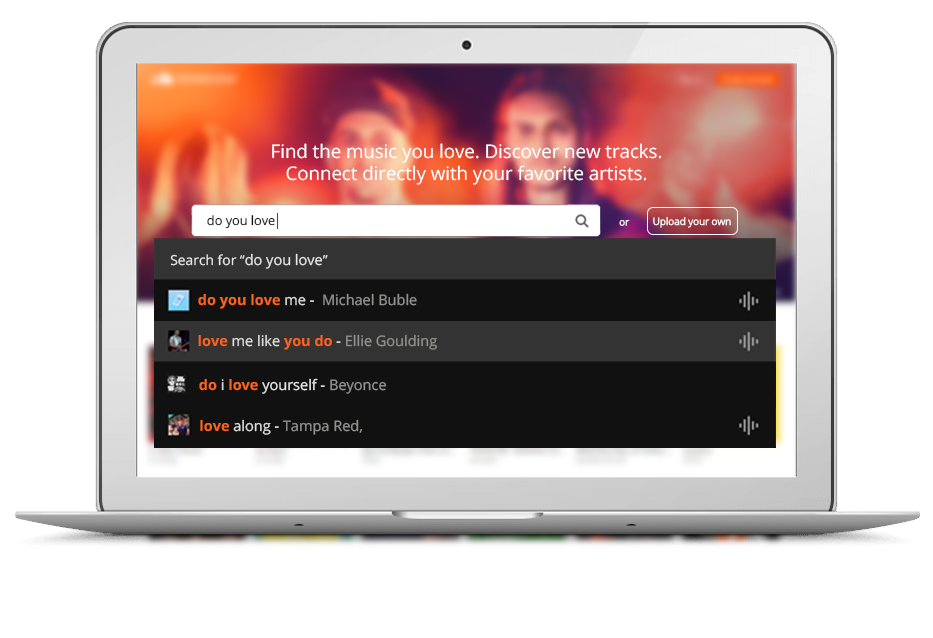 Find the music you love. Discover new tracks.
Connect directly with your favorite artists.
do you love
or
Upload your own
Search for “do you love”
do you love me - Michael Buble
love me like you do - Ellie Goulding
do i love yourself - Beyonce
love along - Tampa Red,